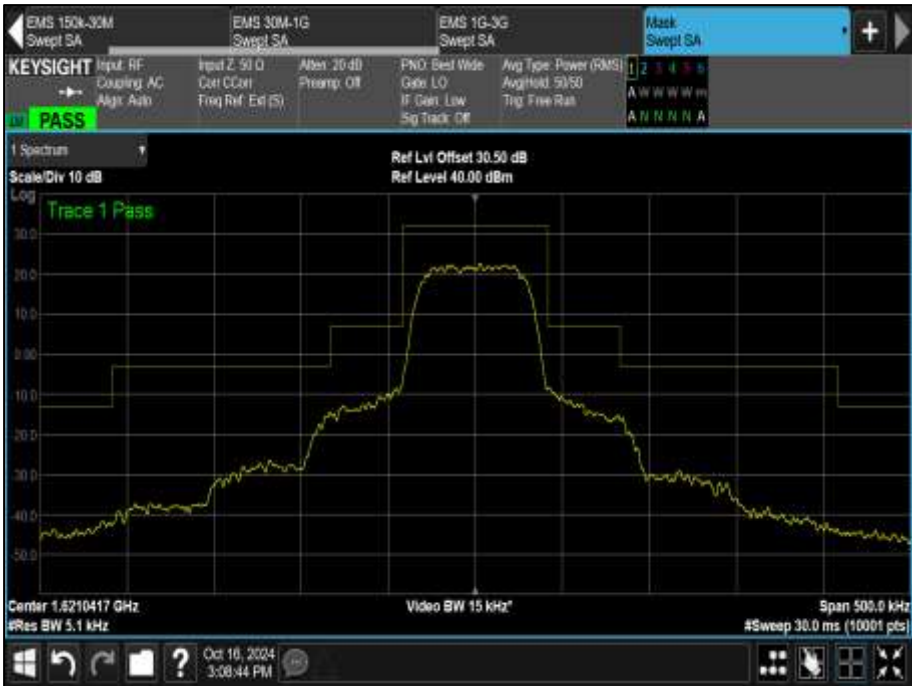 EMS 150k-30M
Swept SA
EMS 30M-1G
Swept SA
EMS 1G-3G
Swept SA
Mask
Swept SA
KEYSIGHT
Input: RF
Coupling: AC
Align: Auto
Input Z: 50 Ω
Corr CCorr
Freq Ref: Ext (S)
Atten: 20 dB
Preamp: Off
PNO: Best Wide
Gate: LO
IF Gain: Low
Sig Track: Off
Avg Type: Power (RMS)
Avg|Hold: 50/50
Trig: Free Run
1 2 3 4 5 6
A W W W W W
A N N N N A
PASS
1 Spectrum
Scale/Div 10 dB
Ref Lvl Offset 30.50 dB
Ref Level 40.00 dBm
Log
Trace 1 Pass
30.0
20.0
10.0
0.00
-10.0
-20.0
-30.0
-40.0
-50.0
Center 1.6210417 GHz
#Res BW 5.1 kHz
Video BW 15 kHz*
Span 500.0 kHz
#Sweep 30.0 ms (10001 pts)
Oct 16, 2024
3:08:44 PM